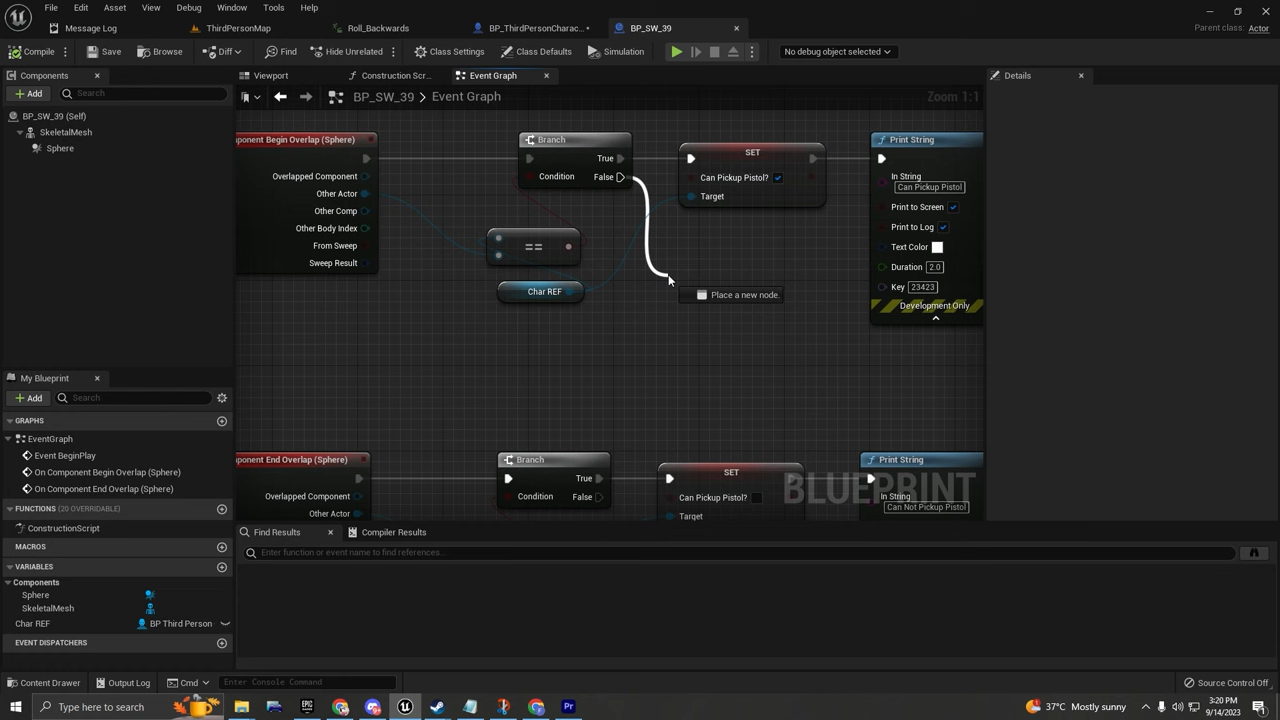 File Edit Asset View Debug Window Tools Help
Message Log
ThirdPersonMap
Roll_Backwards
BP_ThirdPersonCharac...
BP_SW_39
Parent class: Actor
Compile
Save
Browse
Diff
Find
Hide Unrelated
Class Settings
Class Defaults
Simulation
No debug object selected
Components
Viewport
Construction Scr...
Event Graph
Details
Add
Search
BP_SW_39 > Event Graph
Zoom 1:1
BP_SW_39 (Self)
SkeletalMesh
Sphere
ponent Begin Overlap (Sphere)
Overlapped Component
Other Actor
Other Comp
Other Body Index
From Sweep
Sweep Result
Branch
True
Condition
False
==
Char REF
SET
Can Pickup Pistol?
Target
Place a new node.
Print String
In String
Can Pickup Pistol
Print to Screen
Print to Log
Text Color
Duration 2.0
Key 23423
Development Only
My Blueprint
Add
Search
GRAPHS
EventGraph
Event BeginPlay
On Component Begin Overlap (Sphere)
On Component End Overlap (Sphere)
FUNCTIONS (20 OVERRIDABLE)
ConstructionScript
MACROS
VARIABLES
Components
Sphere
SkeletalMesh
Char REF
BP Third Person
EVENT DISPATCHERS
ponent End Overlap (Sphere)
Overlapped Component
Other Actor
Branch
True
Condition
False
SET
Can Pickup Pistol?
Target
Print String
In String
Can Not Pickup Pistol
BLUEPRINT
Find Results
Compiler Results
Enter function or event name to find references...
Content Drawer
Output Log
Cmd
Enter Console Command
Source Control Off
Type here to search
37°C Mostly sunny
3:20 PM
9/14/2023